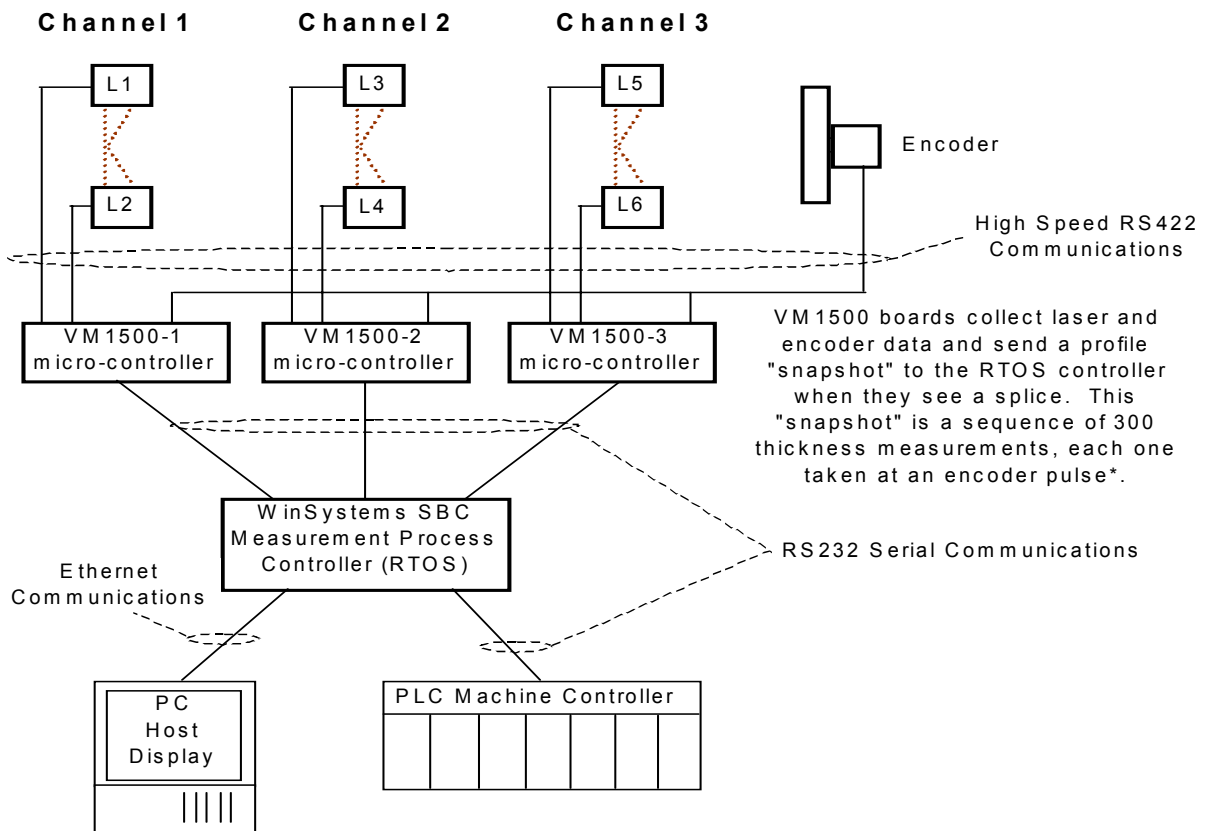 Channel 1
Channel 2
Channel 3
L1
L3
L5
Encoder
L2
L4
L6
High Speed RS422
Communications
VM1500-1
micro-controller
VM1500-2
micro-controller
VM1500-3
micro-controller
VM1500 boards collect laser and
encoder data and send a profile
"snapshot" to the RTOS controller
when they see a splice. This
"snapshot" is a sequence of 300
thickness measurements, each one
taken at an encoder pulse*.
WinSystems SBC
Measurement Process
Controller (RTOS)
RS232 Serial Communications
Ethernet
Communications
PC
Host
Display
PLC Machine Controller